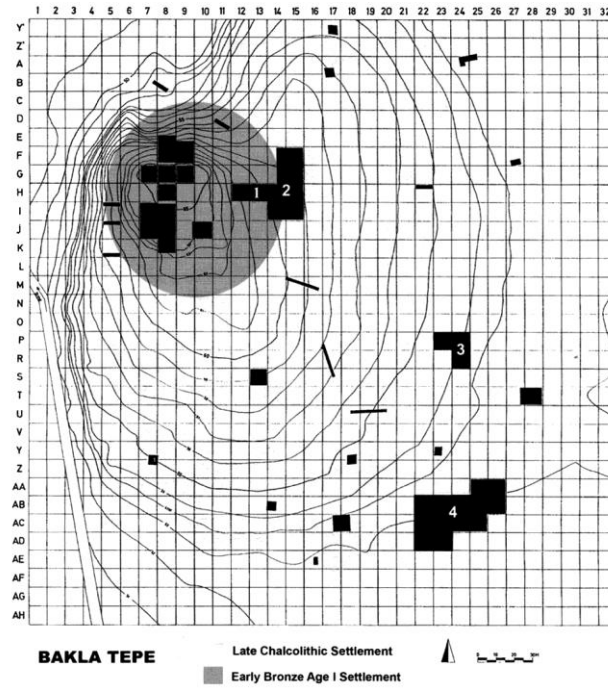 1 2 3 4 5 6 7 8 9 10 11 12 13 14 15 16 17 18 19 20 21 22 23 24 25 26 27 28 29 30 31 32
Y'
Z'
A
B
C
D
E
F
G
H
1
2
I
J
K
L
M
N
O
P
R
3
S
T
U
V
Y
Z
AA
AB
AC
4
AD
AE
AF
AG
AH
BAKLA TEPE
Late Chalcolithic Settlement
Early Bronze Age I Settlement